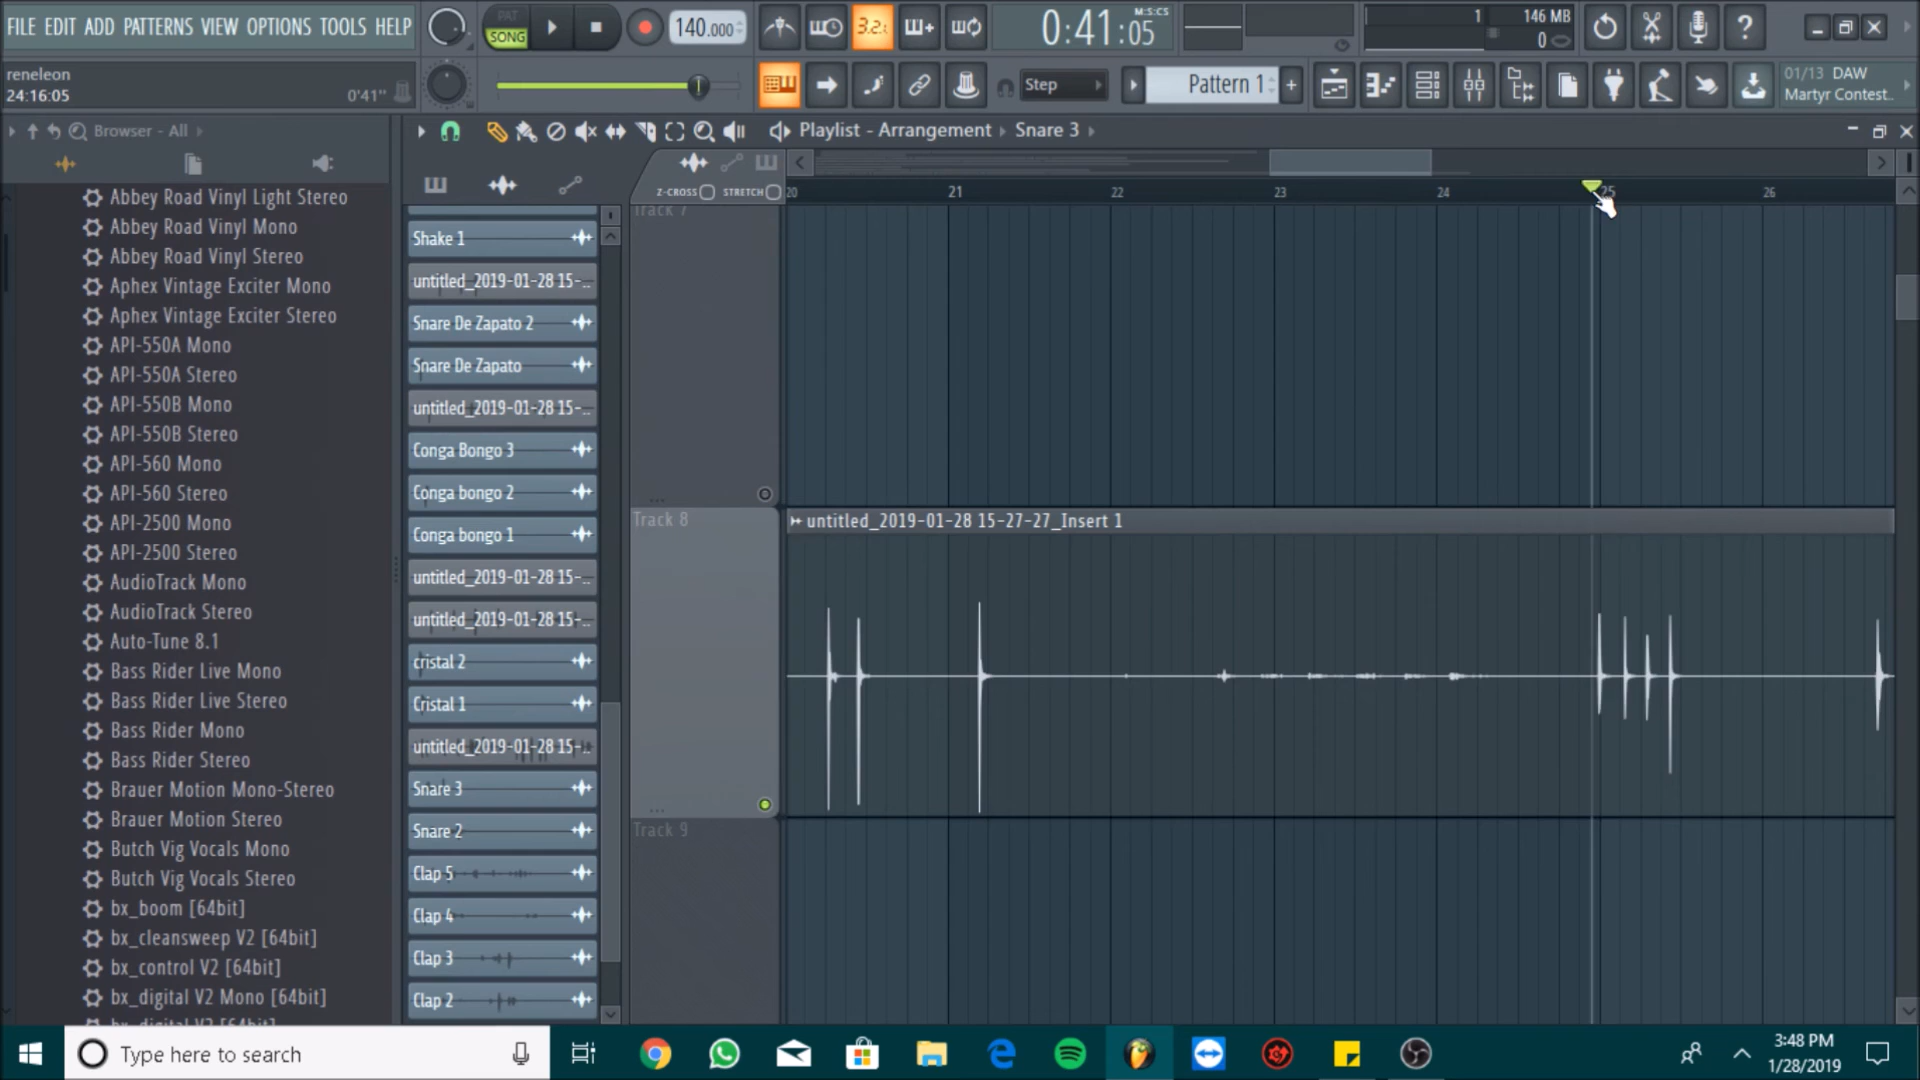 FILE EDIT ADD PATTERNS VIEW OPTIONS TOOLS HELP
PAT
SONG
140.000
3.2.
0:41:05
M:S:CS
1
146 MB
0
reneleon
24:16:05
0'41"
Step
Pattern 1
+
01/13 DAW
Martyr Contest..
Browser - All
Playlist - Arrangement
Snare 3
Z-CROSS
STRETCH
20
21
22
23
24
25
26
Abbey Road Vinyl Light Stereo
Abbey Road Vinyl Mono
Abbey Road Vinyl Stereo
Aphex Vintage Exciter Mono
Aphex Vintage Exciter Stereo
API-550A Mono
API-550A Stereo
API-550B Mono
API-550B Stereo
API-560 Mono
API-560 Stereo
API-2500 Mono
API-2500 Stereo
AudioTrack Mono
AudioTrack Stereo
Auto-Tune 8.1
Bass Rider Live Mono
Bass Rider Live Stereo
Bass Rider Mono
Bass Rider Stereo
Brauer Motion Mono-Stereo
Brauer Motion Stereo
Butch Vig Vocals Mono
Butch Vig Vocals Stereo
bx_boom [64bit]
bx_cleansweep V2 [64bit]
bx_control V2 [64bit]
bx_digital V2 Mono [64bit]
bx_digital V2 [64bit]
Shake 1
untitled_2019-01-28 15-..
Snare De Zapato 2
Snare De Zapato
untitled_2019-01-28 15-..
Conga Bongo 3
Conga bongo 2
Conga bongo 1
untitled_2019-01-28 15-..
untitled_2019-01-28 15-..
cristal 2
Cristal 1
untitled_2019-01-28 15-..
Snare 3
Snare 2
Clap 5
Clap 4
Clap 3
Clap 2
Track 7
Track 8
untitled_2019-01-28 15-27-27_Insert 1
Track 9
Type here to search
3:48 PM
1/28/2019